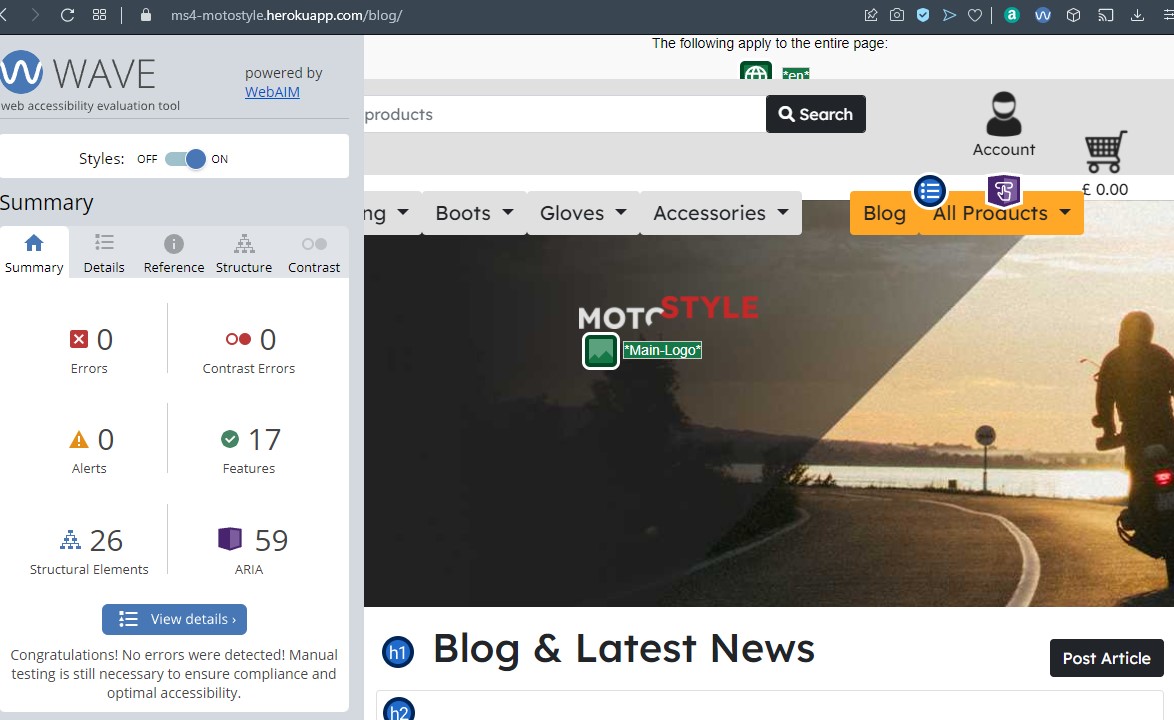 ms4-motostyle.herokuapp.com/blog/
WAVE
web accessibility evaluation tool
powered by
WebAIM
Styles: OFF ON
Summary
Summary Details Reference Structure Contrast
0 0
Errors Contrast Errors
0 17
Alerts Features
26 59
Structural Elements ARIA
View details ›
Congratulations! No errors were detected! Manual
testing is still necessary to ensure compliance and
optimal accessibility.
The following apply to the entire page:
*en*
products
Search
Account
£ 0.00
ng Boots Gloves Accessories Blog All Products
MOTOSTYLE
*Main-Logo*
h1 Blog & Latest News
Post Article
h2